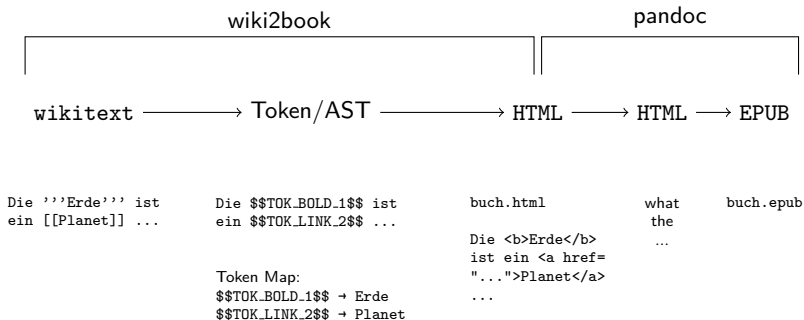 wiki2book
pandoc
wikitext → Token/AST → HTML → HTML → EPUB
Die ’’’Erde’’’ ist
ein [[Planet]] ...
Die $$TOK_BOLD_1$$ ist
ein $$TOK_LINK_2$$ ...
Token Map:
$$TOK_BOLD_1$$ → Erde
$$TOK_LINK_2$$ → Planet
buch.html
Die <b>Erde</b>
ist ein <a href=
"...">Planet</a>
...
what
the
...
buch.epub